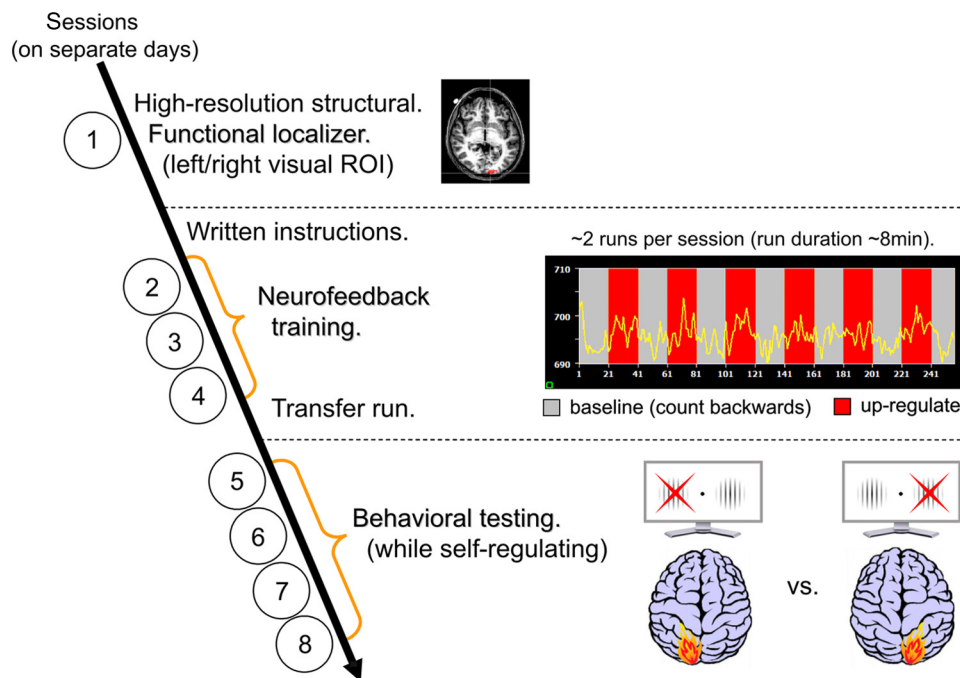 Sessions
(on separate days)
1
High-resolution structural.
Functional localizer.
(left/right visual ROI)
Written instructions.
2
3
4
Neurofeedback
training.
Transfer run.
~2 runs per session (run duration ~8min).
710
700
690
1 21 41 61 81 101 121 141 161 181 201 221 241
baseline (count backwards) up-regulate
5
6
7
8
Behavioral testing.
(while self-regulating)
vs.